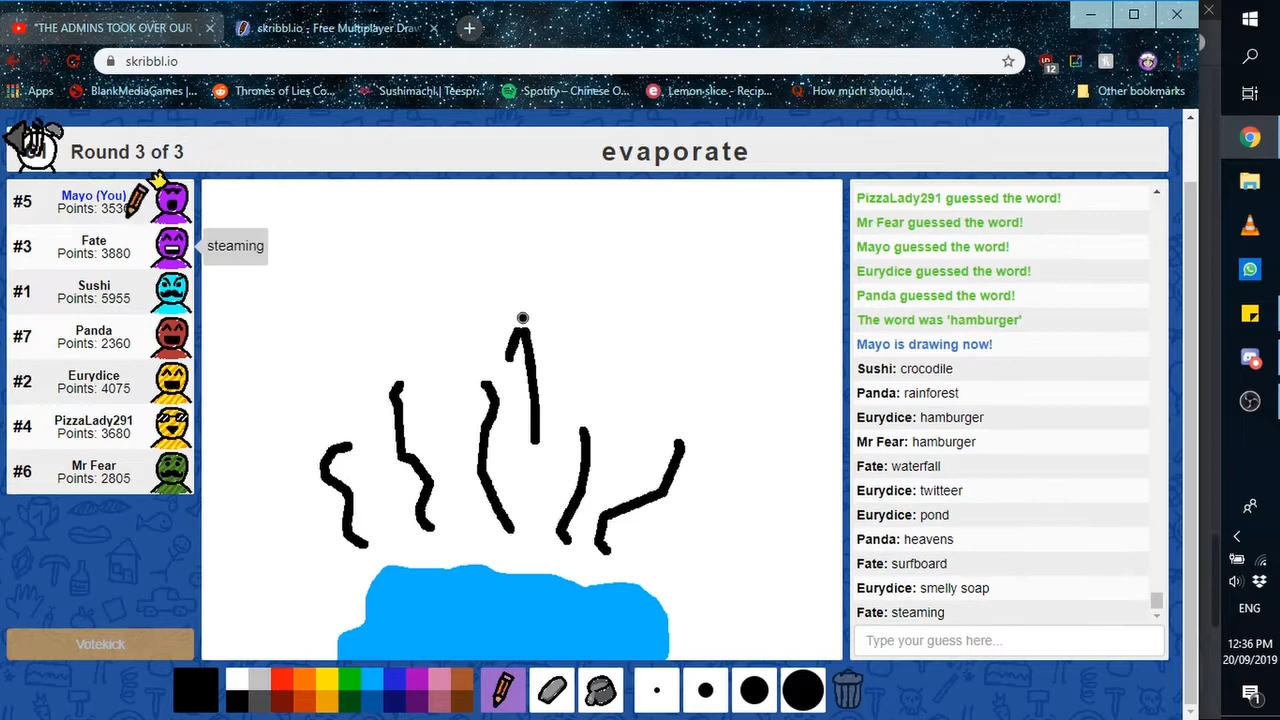 "THE ADMINS TOOK OVER OUR
skribbl.io - Free Multiplayer Draw
skribbl.io
12
Apps
BlankMediaGames |...
Thrones of Lies Co...
Sushimachi | Teespr...
Spotify – Chinese O...
Lemon slice - Recip...
How much should...
Other bookmarks
Round 3 of 3
evaporate
#5
Mayo (You)
Points: 3530
#3
Fate
Points: 3880
steaming
#1
Sushi
Points: 5955
#7
Panda
Points: 2360
#2
Eurydice
Points: 4075
#4
PizzaLady291
Points: 3680
#6
Mr Fear
Points: 2805
Votekick
PizzaLady291 guessed the word!
Mr Fear guessed the word!
Mayo guessed the word!
Eurydice guessed the word!
Panda guessed the word!
The word was 'hamburger'
Mayo is drawing now!
Sushi: crocodile
Panda: rainforest
Eurydice: hamburger
Mr Fear: hamburger
Fate: waterfall
Eurydice: twitteer
Eurydice: pond
Panda: heavens
Fate: surfboard
Eurydice: smelly soap
Fate: steaming
Type your guess here...
ENG
12:36 PM
20/09/2019
1